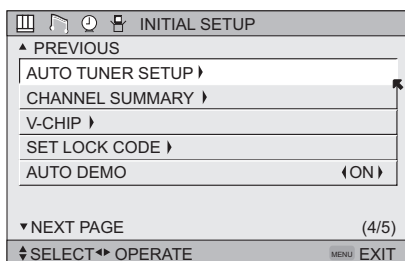 INITIAL SETUP
▲ PREVIOUS
AUTO TUNER SETUP
CHANNEL SUMMARY
V-CHIP
SET LOCK CODE
AUTO DEMO ON
▼NEXT PAGE (4/5)
SELECT OPERATE MENU EXIT